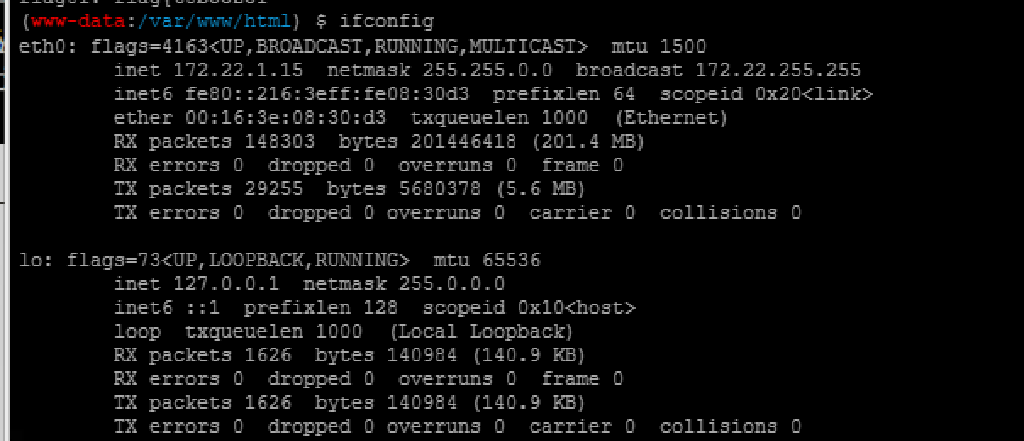 (www-data:/var/www/html) $ ifconfig
eth0: flags=4163<UP,BROADCAST,RUNNING,MULTICAST>  mtu 1500
        inet 172.22.1.15  netmask 255.255.0.0  broadcast 172.22.255.255
        inet6 fe80::216:3eff:fe08:30d3  prefixlen 64  scopeid 0x20<link>
        ether 00:16:3e:08:30:d3  txqueuelen 1000  (Ethernet)
        RX packets 148303  bytes 201446418 (201.4 MB)
        RX errors 0  dropped 0  overruns 0  frame 0
        TX packets 29255  bytes 5680378 (5.6 MB)
        TX errors 0  dropped 0 overruns 0  carrier 0  collisions 0

lo: flags=73<UP,LOOPBACK,RUNNING>  mtu 65536
        inet 127.0.0.1  netmask 255.0.0.0
        inet6 ::1  prefixlen 128  scopeid 0x10<host>
        loop  txqueuelen 1000  (Local Loopback)
        RX packets 1626  bytes 140984 (140.9 KB)
        RX errors 0  dropped 0  overruns 0  frame 0
        TX packets 1626  bytes 140984 (140.9 KB)
        TX errors 0  dropped 0 overruns 0  carrier 0  collisions 0